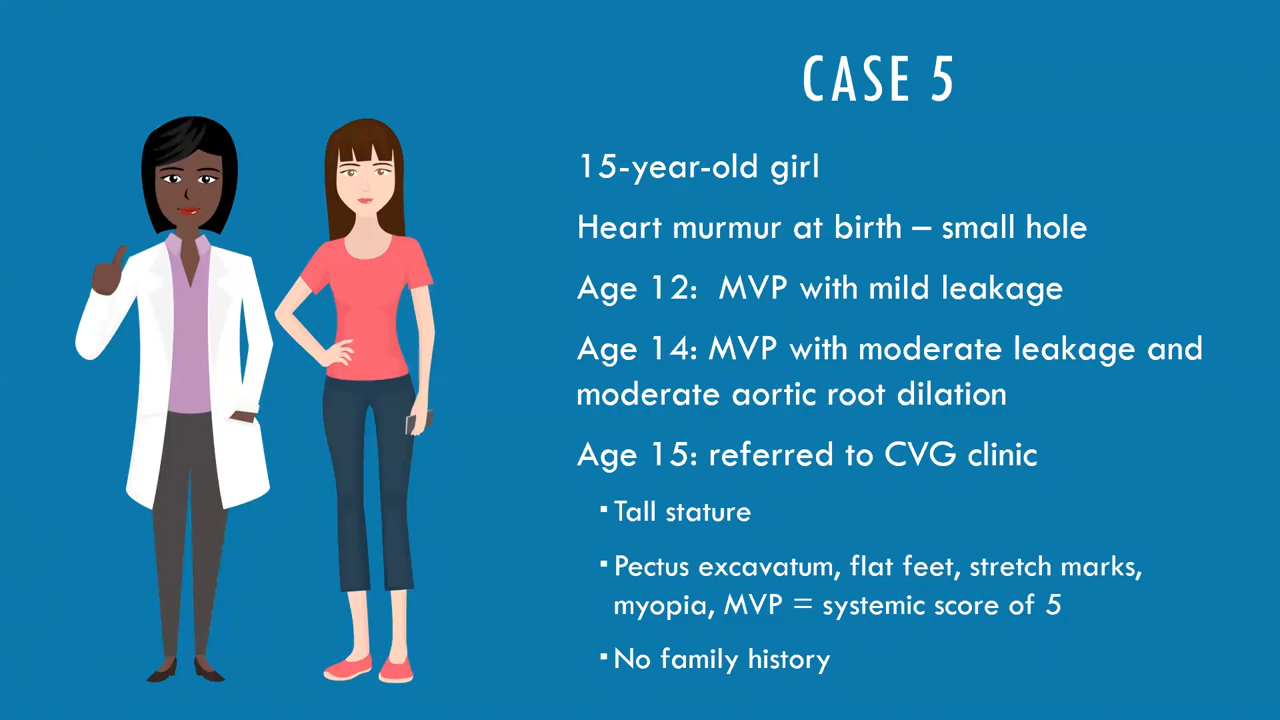 CASE 5
15-year-old girl
Heart murmur at birth – small hole
Age 12:  MVP with mild leakage
Age 14: MVP with moderate leakage and
moderate aortic root dilation
Age 15: referred to CVG clinic
▪ Tall stature
▪ Pectus excavatum, flat feet, stretch marks,
myopia, MVP = systemic score of 5
▪ No family history